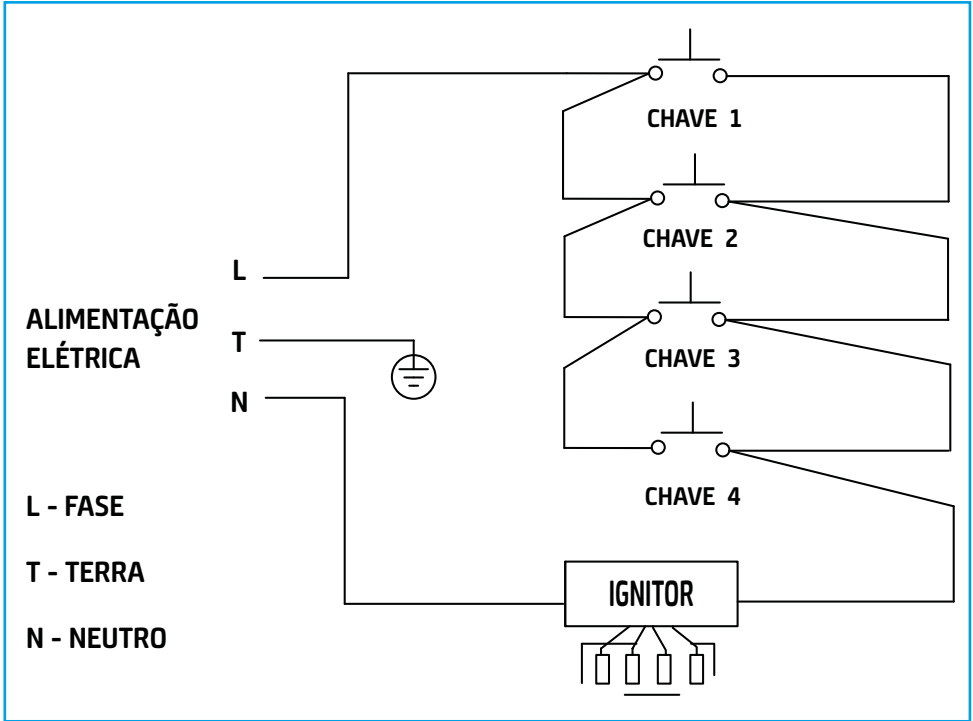 CHAVE 1
CHAVE 2
L
ALIMENTAÇÃO
ELÉTRICA
T
CHAVE 3
N
CHAVE 4
L - FASE
T - TERRA
N - NEUTRO
IGNITOR